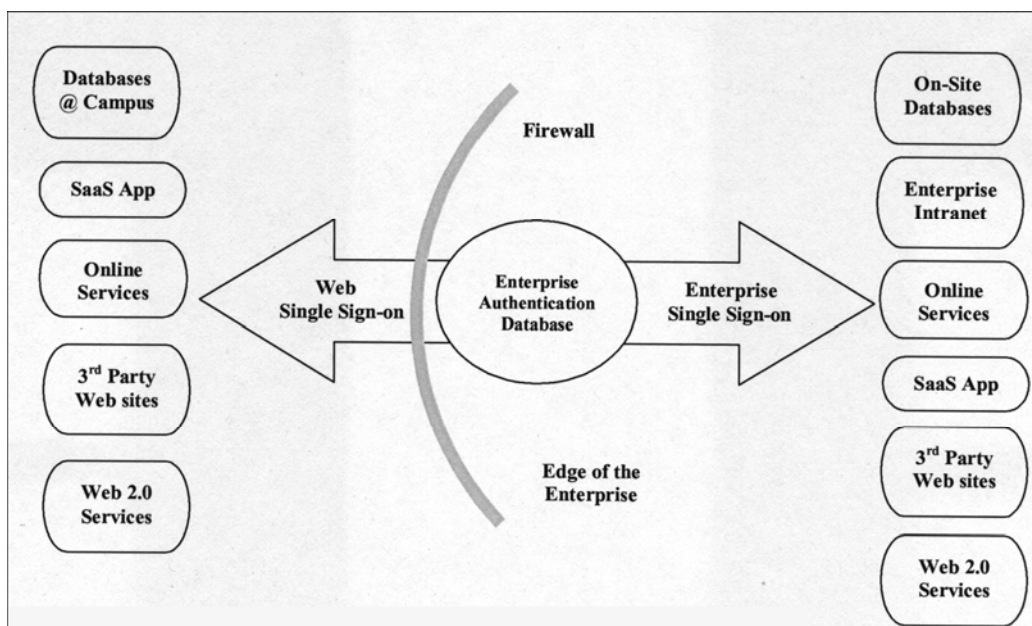 Databases
@ Campus
SaaS App
Online
Services
3rd Party
Web sites
Web 2.0
Services
Firewall
Web
Single Sign-on
Enterprise
Authentication
Database
Enterprise
Single Sign-on
Edge of the
Enterprise
On-Site
Databases
Enterprise
Intranet
Online
Services
SaaS App
3rd Party
Web sites
Web 2.0
Services